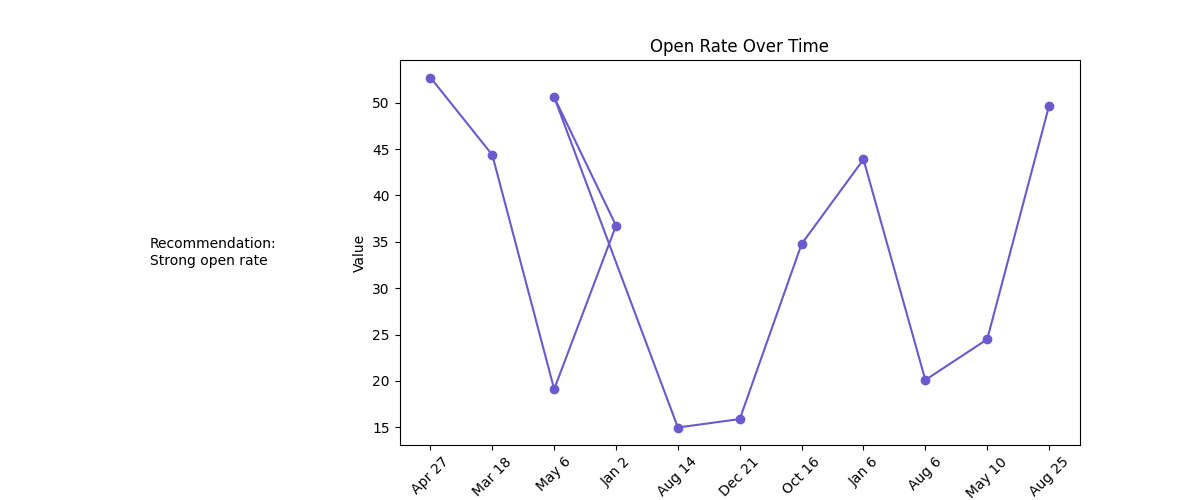 Open Rate Over Time
Recommendation:
Strong open rate
Value
50
45
40
35
30
25
20
15
Apr 27
Mar 18
May 6
Jan 2
Aug 14
Dec 21
Oct 16
Jan 6
Aug 6
May 10
Aug 25